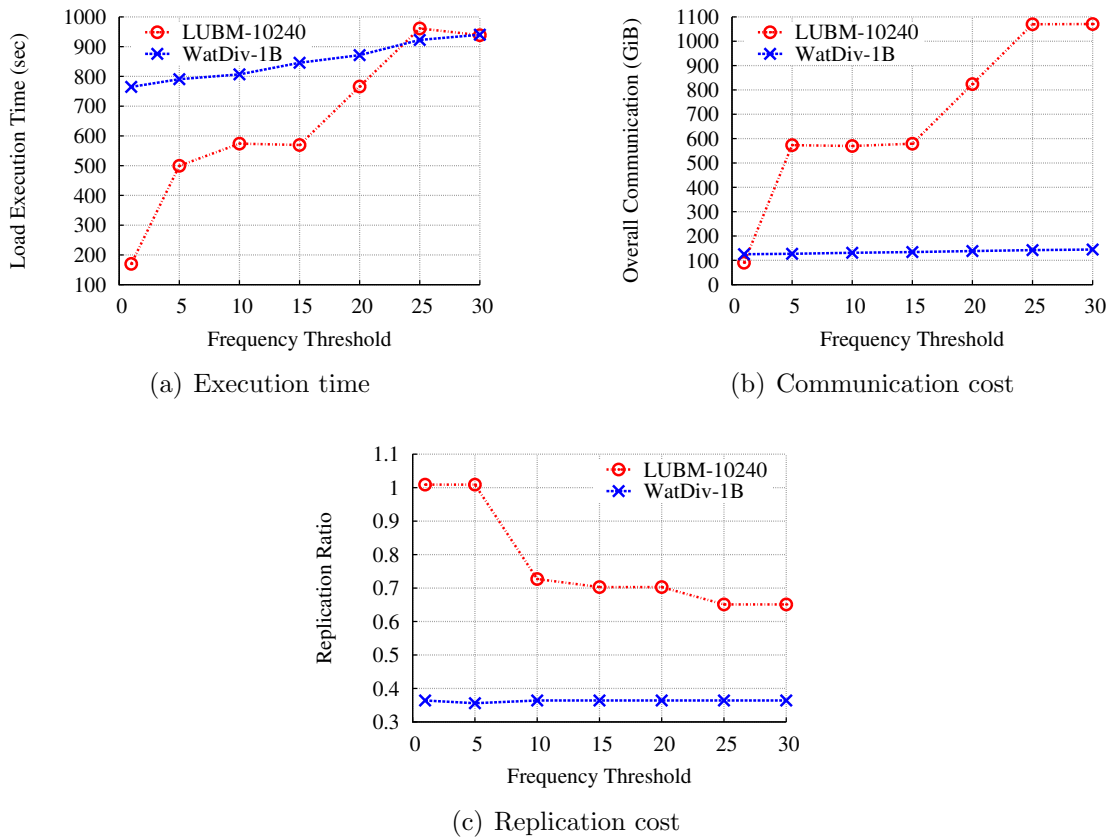 1000
900
800
700
600
500
400
300
200
100
Load Execution Time (sec)
LUBM-10240
WatDiv-1B
0 5 10 15 20 25 30
Frequency Threshold
(a) Execution time
1100
1000
900
800
700
600
500
400
300
200
100
0
Overall Communication (GiB)
LUBM-10240
WatDiv-1B
0 5 10 15 20 25 30
Frequency Threshold
(b) Communication cost
1.1
1
0.9
0.8
0.7
0.6
0.5
0.4
0.3
Replication Ratio
LUBM-10240
WatDiv-1B
0 5 10 15 20 25 30
Frequency Threshold
(c) Replication cost